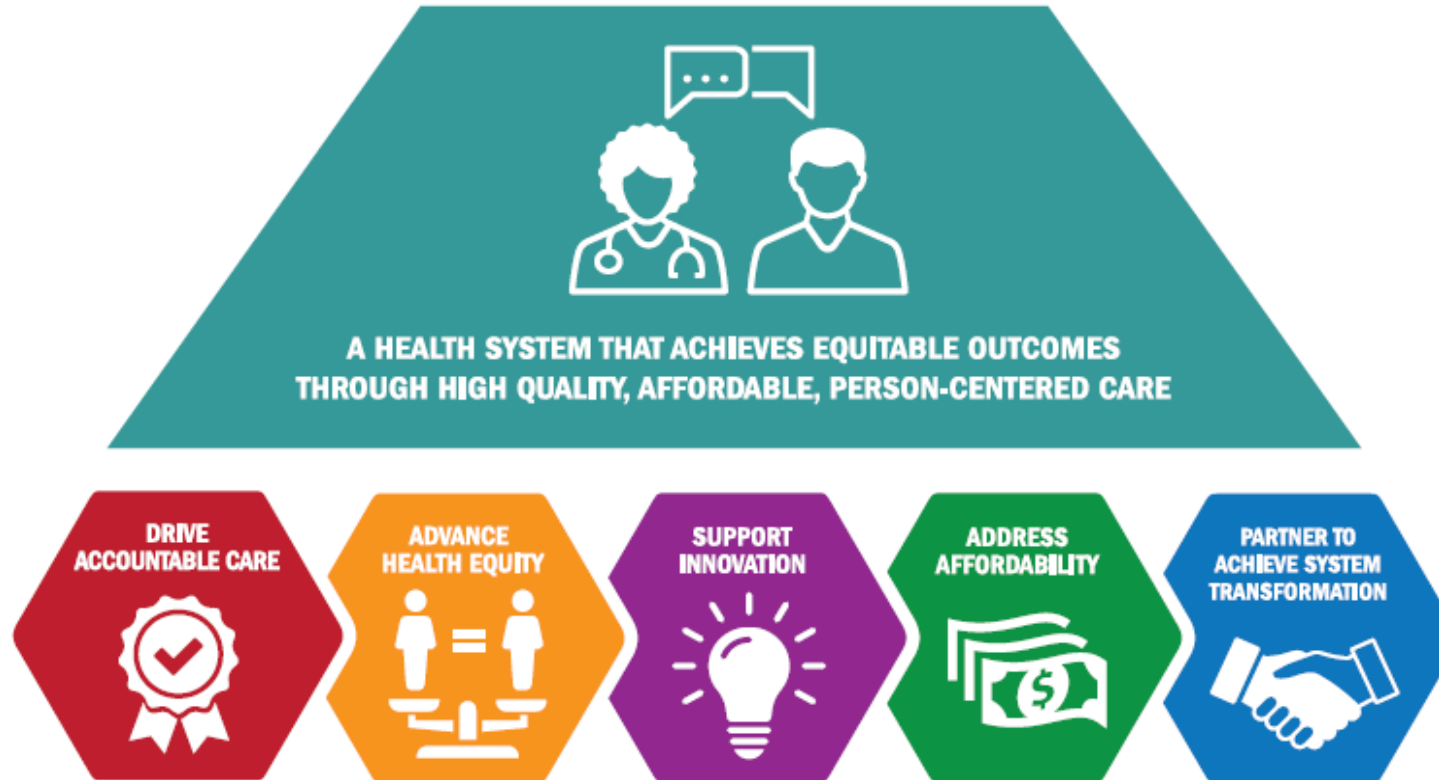 A HEALTH SYSTEM THAT ACHIEVES EQUITABLE OUTCOMES
THROUGH HIGH QUALITY, AFFORDABLE, PERSON-CENTERED CARE
DRIVE
ACCOUNTABLE CARE
ADVANCE
HEALTH EQUITY
=
SUPPORT
INNOVATION
ADDRESS
AFFORDABILITY
$
PARTNER TO
ACHIEVE SYSTEM
TRANSFORMATION